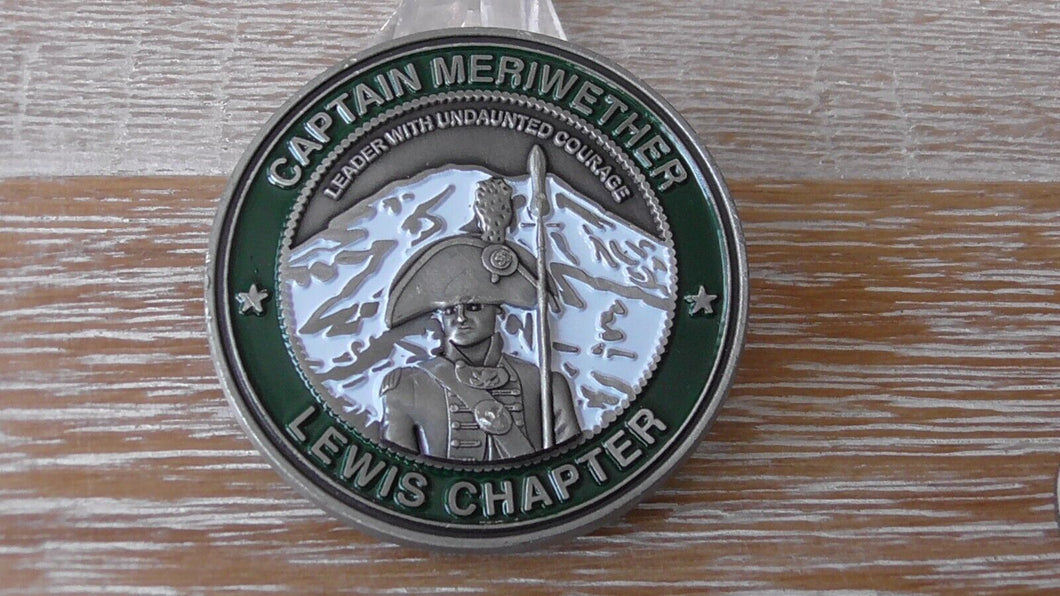 CAPTAIN MERIWETHER
LEADER WITH UNDAUNTED COURAGE
LEWIS CHAPTER